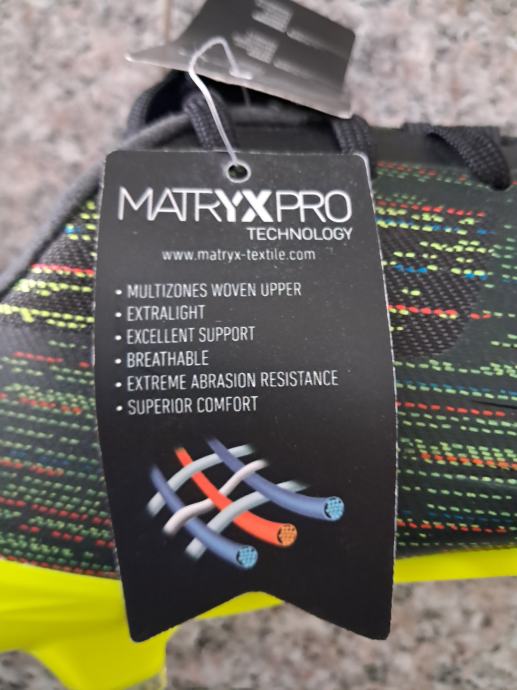 MATRYXPRO
TECHNOLOGY
www.matryx-textile.com
• MULTIZONES WOVEN UPPER
• EXTRALIGHT
• EXCELLENT SUPPORT
• BREATHABLE
• EXTREME ABRASION RESISTANCE
• SUPERIOR COMFORT